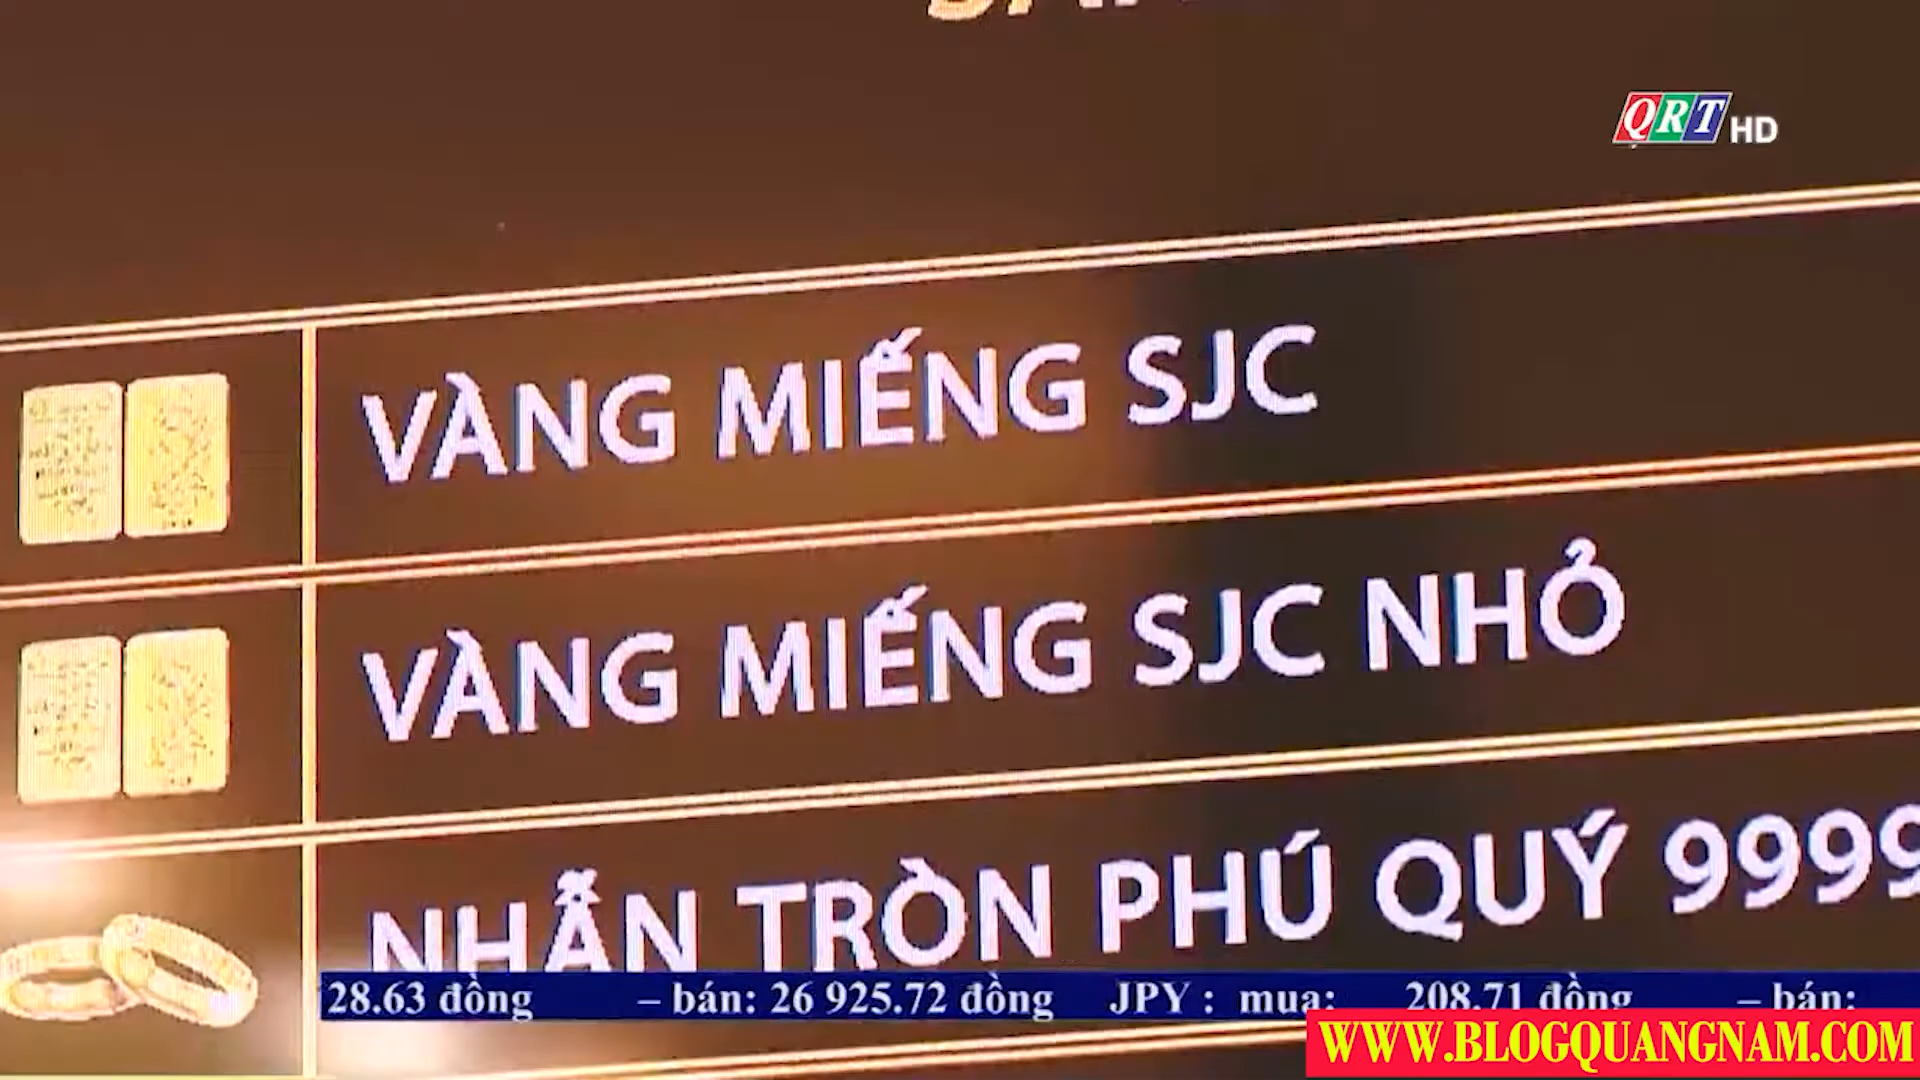 QRT HD
VÀNG MIẾNG SJC
VÀNG MIẾNG SJC NHỎ
NHẪN TRÒN PHÚ QUÝ 9999
28.63 đồng – bán: 26 925.72 đồng JPY : mua: 208.71 đồng – bán:
WWW.BLOGQUANGNAM.COM